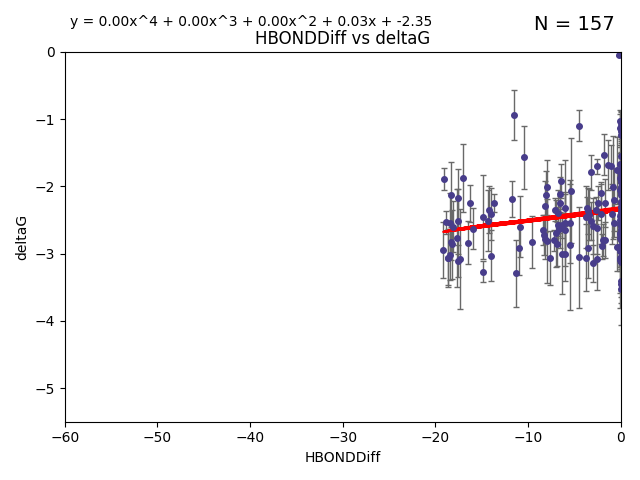 y = 0.00x^4 + 0.00x^3 + 0.00x^2 + 0.03x + -2.35
N = 157
HBONDDiff vs deltaG
0
−1
−2
−3
−4
−5
deltaG
−60 −50 −40 −30 −20 −10 0
HBONDDiff